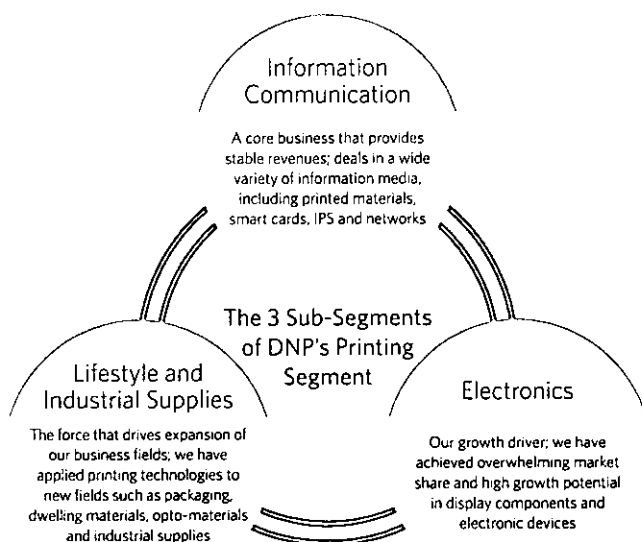 Information
Communication
A core business that provides
stable revenues; deals in a wide
variety of information media,
including printed materials,
smart cards, IPS and networks
The 3 Sub-Segments
of DNP's Printing
Segment
Lifestyle and
Industrial Supplies
The force that drives expansion of
our business fields; we have
applied printing technologies to
new fields such as packaging,
dwelling materials, opto-materials
and industrial supplies
Electronics
Our growth driver; we have
achieved overwhelming market
share and high growth potential
in display components and
electronic devices